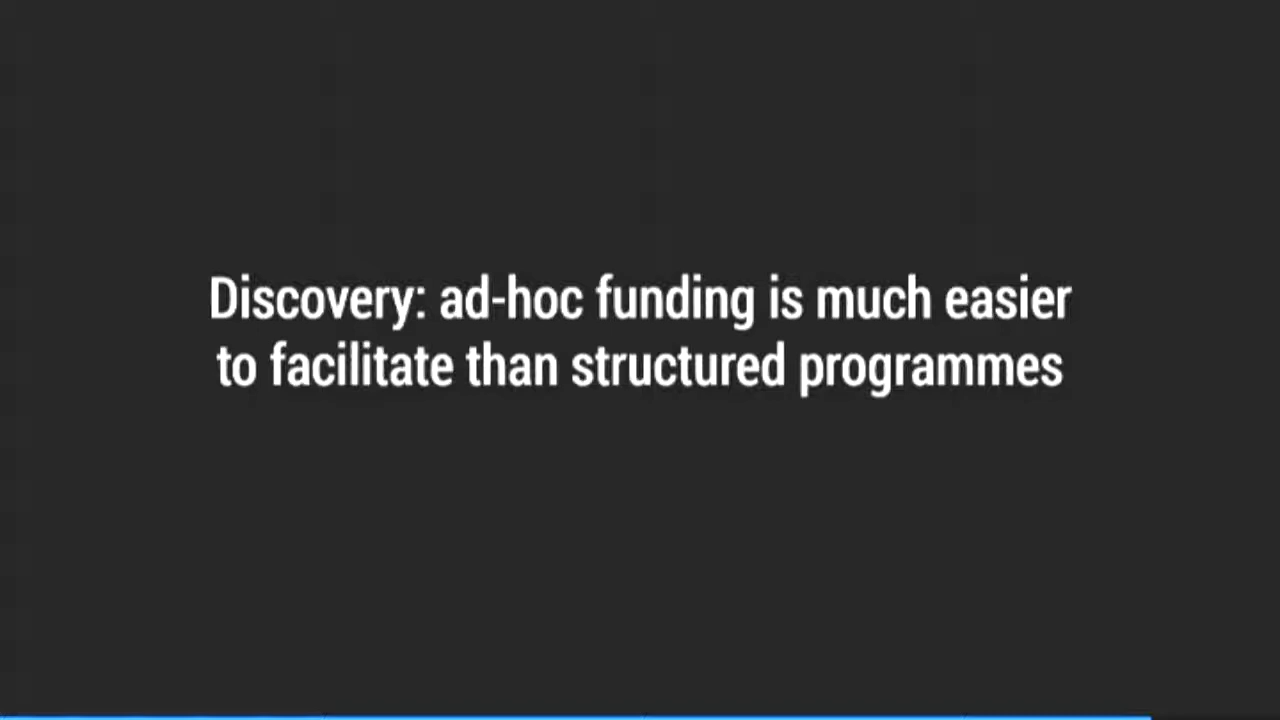 Discovery: ad-hoc funding is much easier
to facilitate than structured programmes